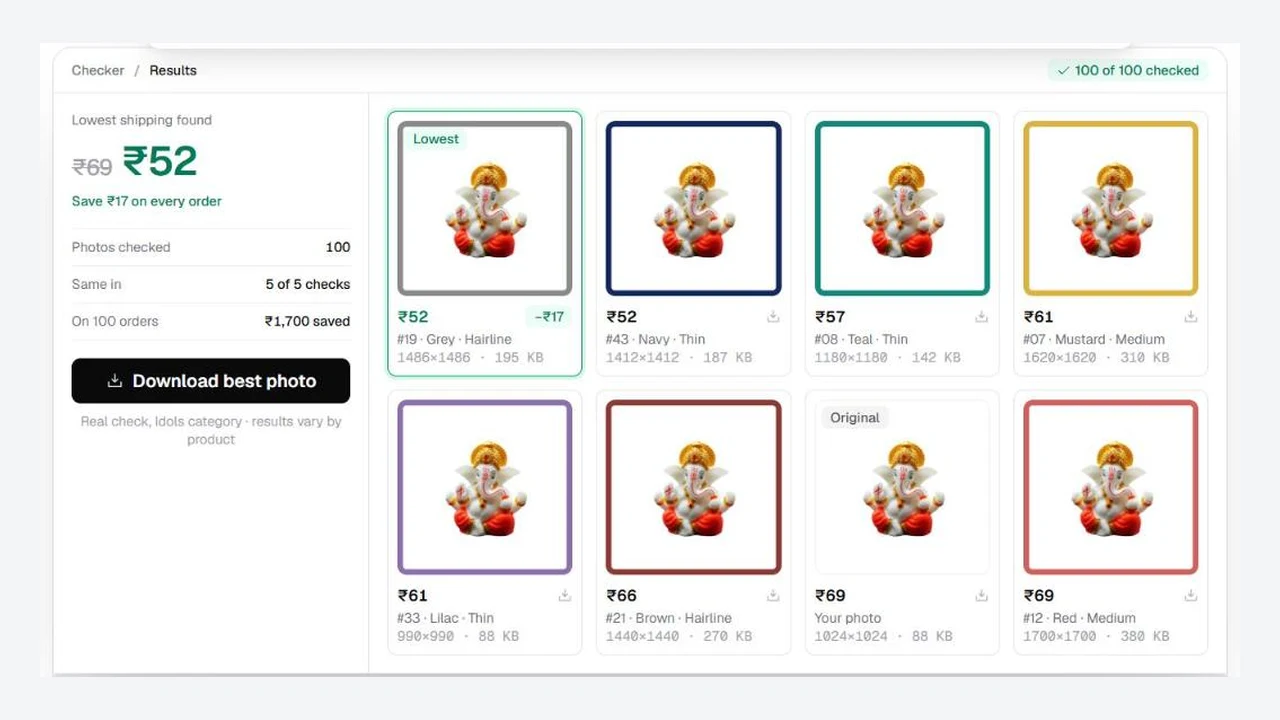 Checker / Results
100 of 100 checked
Lowest shipping found
₹69 ₹52
Save ₹17 on every order
Photos checked 100
Same in 5 of 5 checks
On 100 orders ₹1,700 saved
Download best photo
Real check, Idols category · results vary by
product
Lowest
₹52 −₹17
#19 · Grey · Hairline
1486×1486 · 195 KB
₹52
#43 · Navy · Thin
1412×1412 · 187 KB
₹57
#08 · Teal · Thin
1180×1180 · 142 KB
₹61
#07 · Mustard · Medium
1620×1620 · 310 KB
₹61
#33 · Lilac · Thin
990×990 · 88 KB
₹66
#21 · Brown · Hairline
1440×1440 · 270 KB
Original
₹69
Your photo
1024×1024 · 88 KB
₹69
#12 · Red · Medium
1700×1700 · 380 KB